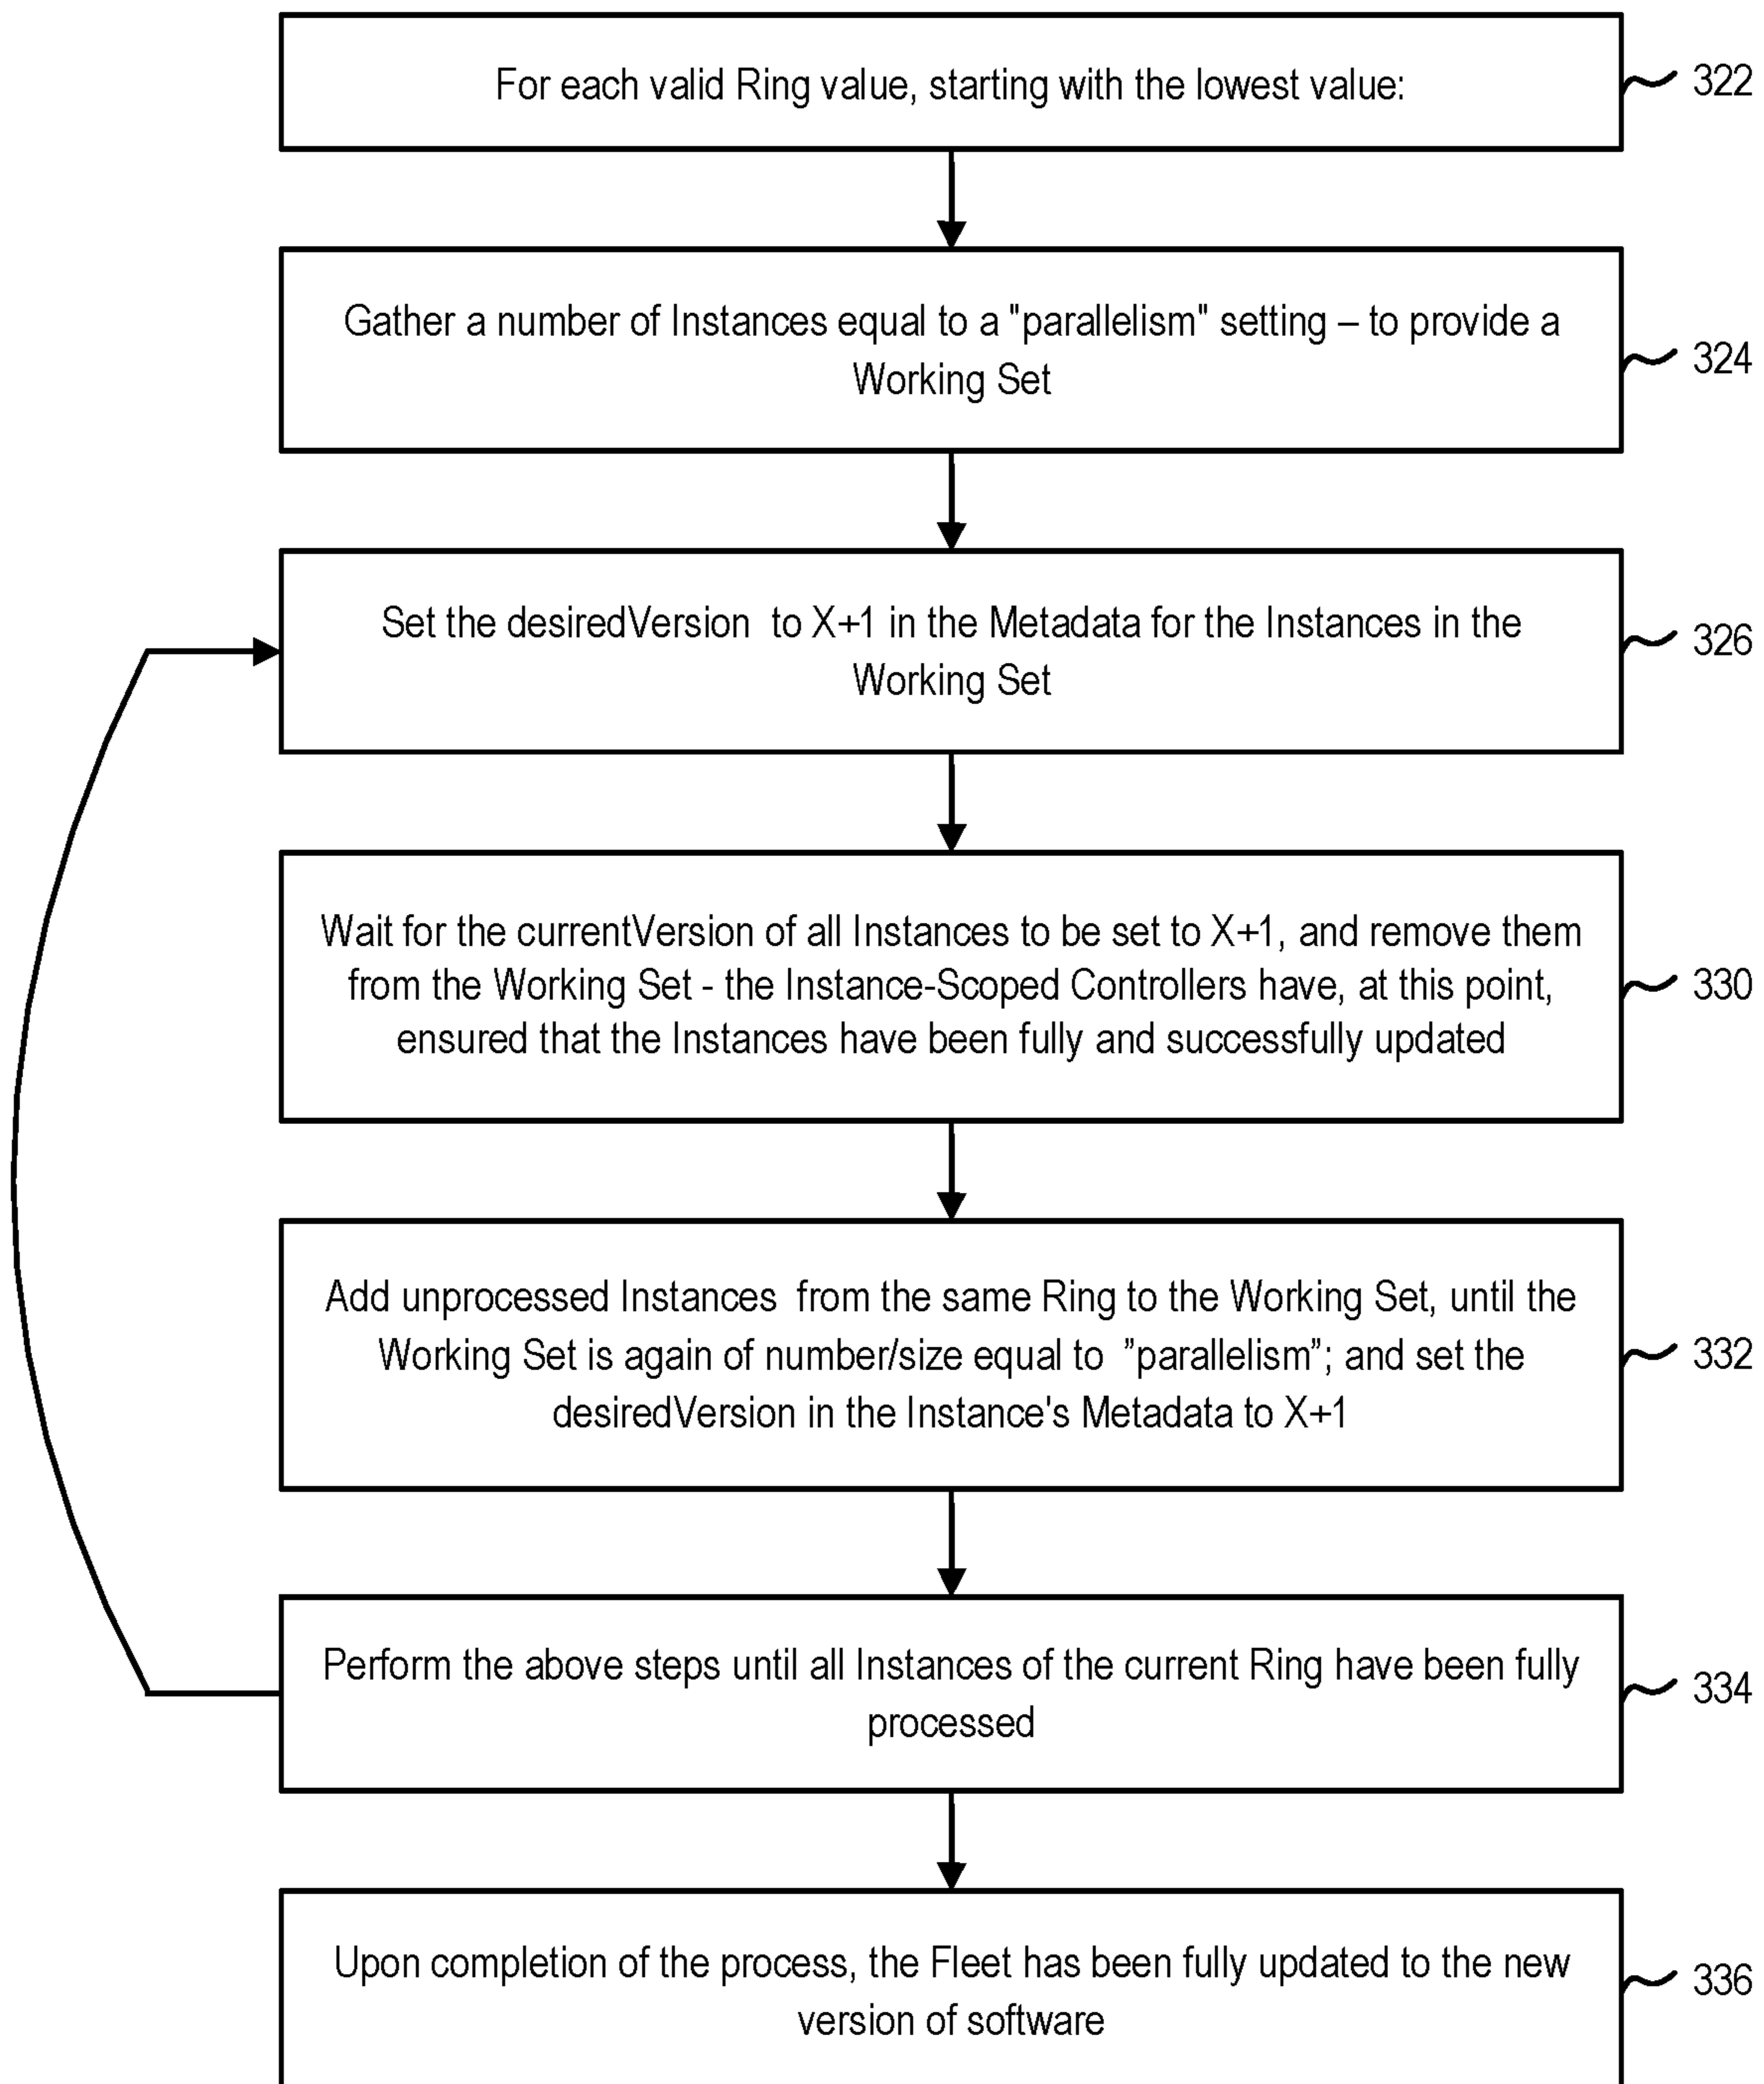 For each valid Ring value, starting with the lowest value:
322
Gather a number of Instances equal to a "parallelism" setting – to provide a
Working Set
324
Set the desiredVersion  to X+1 in the Metadata for the Instances in the
Working Set
326
Wait for the currentVersion of all Instances to be set to X+1, and remove them
from the Working Set - the Instance-Scoped Controllers have, at this point,
ensured that the Instances have been fully and successfully updated
330
Add unprocessed Instances  from the same Ring to the Working Set, until the
Working Set is again of number/size equal to  ”parallelism”; and set the
desiredVersion in the Instance's Metadata to X+1
332
Perform the above steps until all Instances of the current Ring have been fully
processed
334
Upon completion of the process, the Fleet has been fully updated to the new
version of software
336